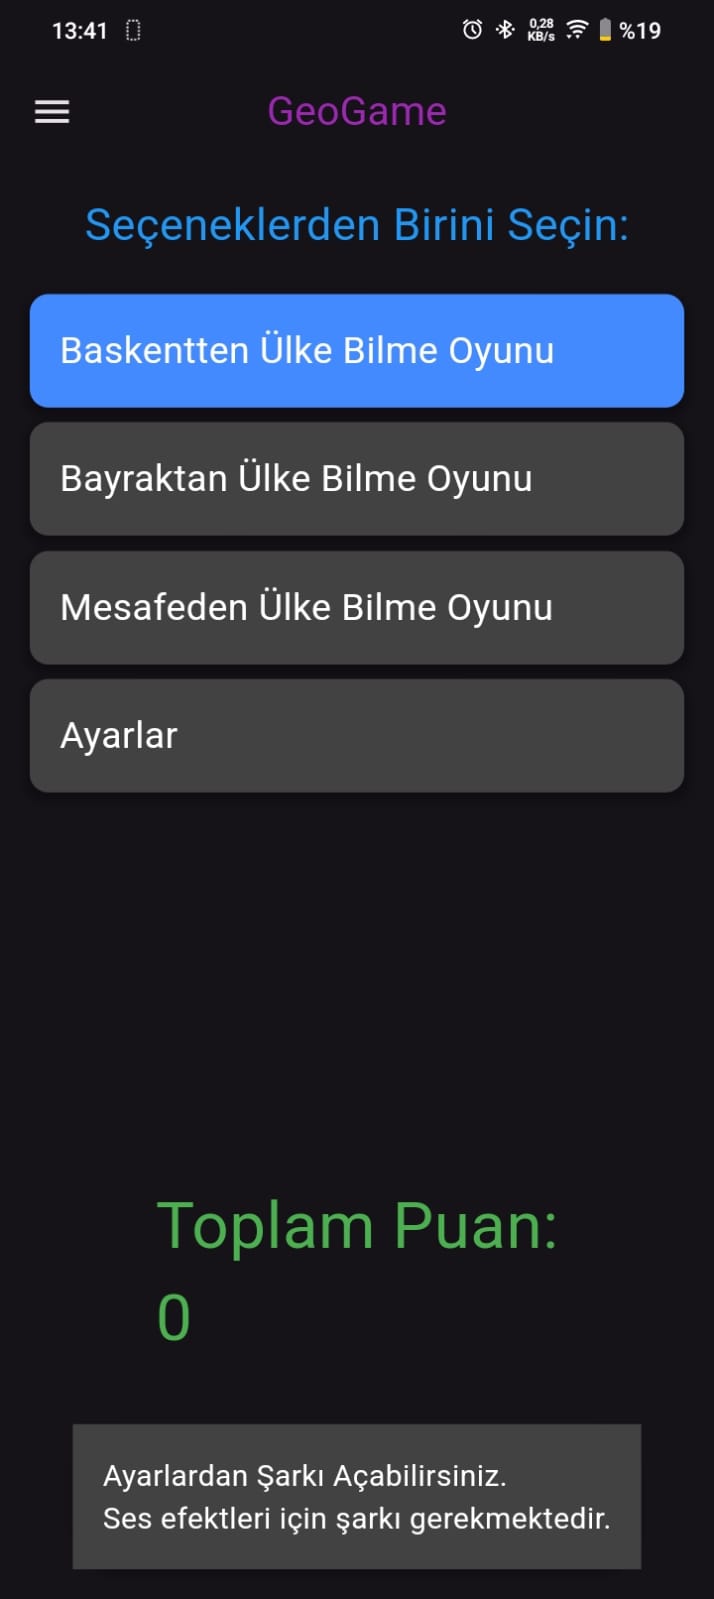 13:41
0,28
KB/s
%19
GeoGame
Seçeneklerden Birini Seçin:
Baskentten Ülke Bilme Oyunu
Bayraktan Ülke Bilme Oyunu
Mesafeden Ülke Bilme Oyunu
Ayarlar
Toplam Puan:
0
Ayarlardan Şarkı Açabilirsiniz.
Ses efektleri için şarkı gerekmektedir.